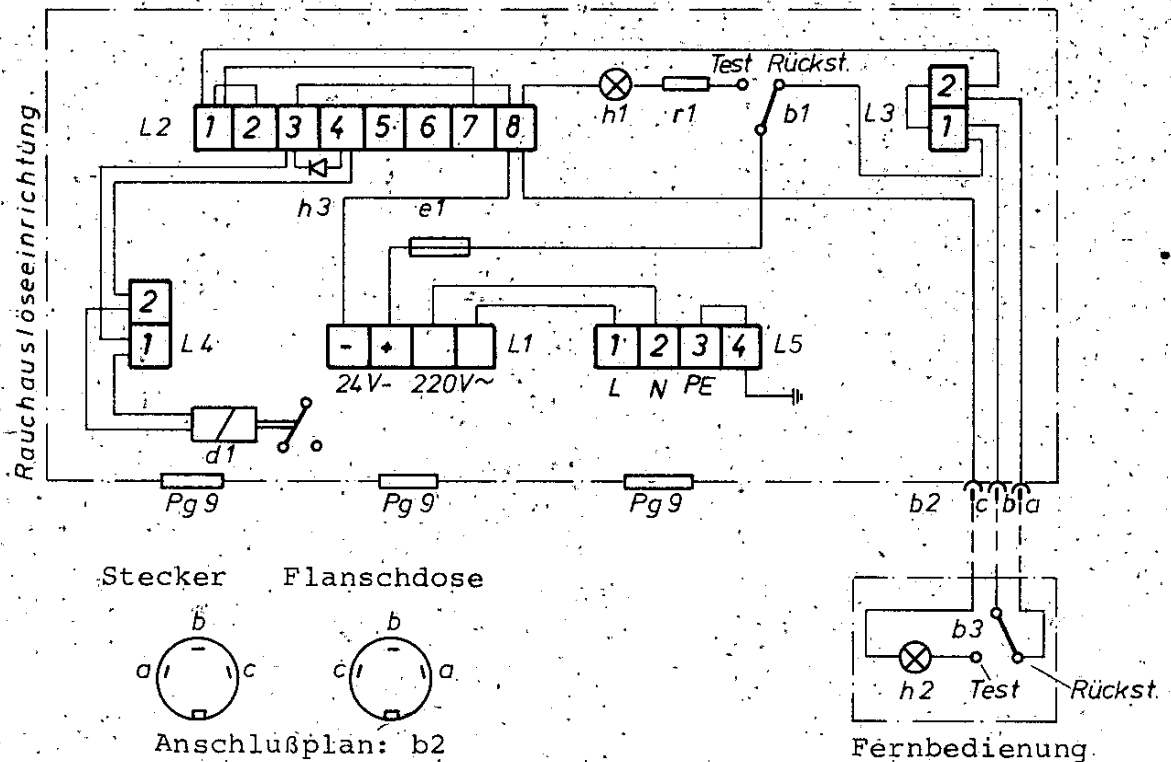 Rauchauslöseeinrichtung
Test Rückst.
L2 1 2 3 4 5 6 7 8 h1 r1 b1 L3 2
1
h3 e1
2
1 L4
- + L1 1 2 3 4 L5
24V- 220V~ L N PE
d1
Pg 9 Pg 9 Pg 9 b2 c b a
Stecker Flanschdose
b b b3
a c c a h2 Test Rückst.
Anschlußplan: b2 Fernbedienung